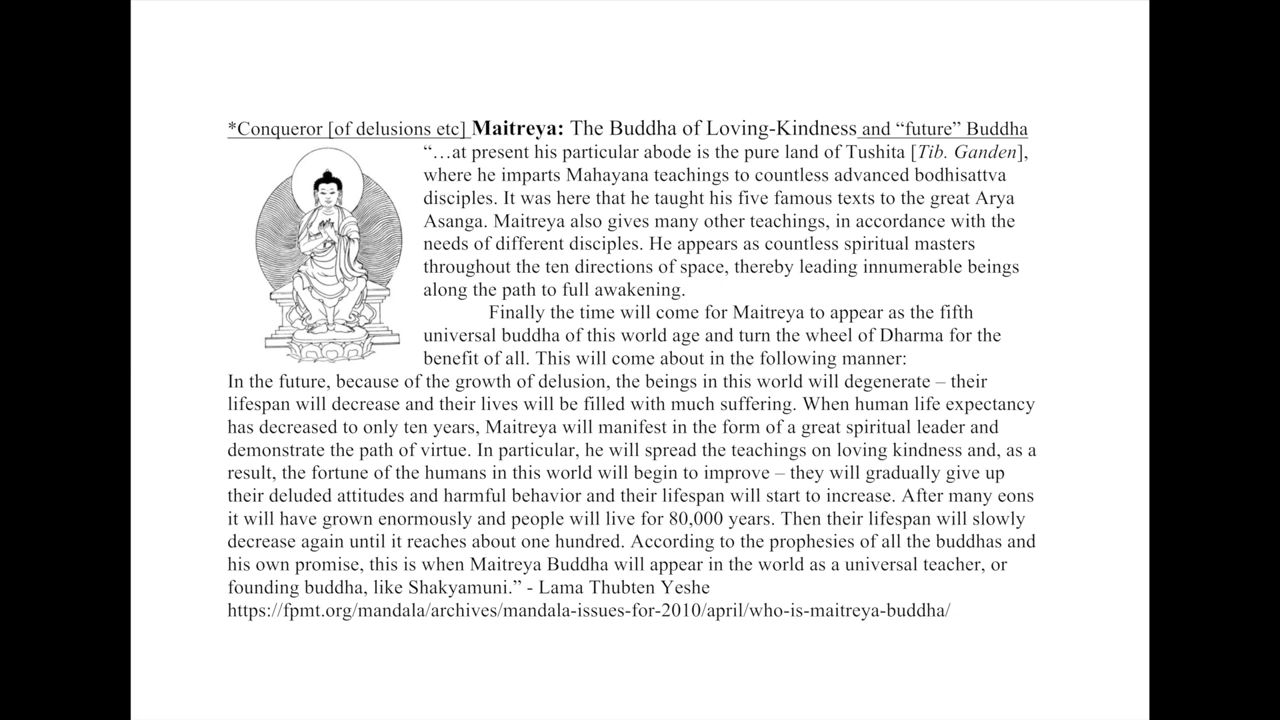 *Conqueror [of delusions etc] Maitreya: The Buddha of Loving-Kindness and “future” Buddha
“…at present his particular abode is the pure land of Tushita [Tib. Ganden],
where he imparts Mahayana teachings to countless advanced bodhisattva
disciples. It was here that he taught his five famous texts to the great Arya
Asanga. Maitreya also gives many other teachings, in accordance with the
needs of different disciples. He appears as countless spiritual masters
throughout the ten directions of space, thereby leading innumerable beings
along the path to full awakening.
Finally the time will come for Maitreya to appear as the fifth
universal buddha of this world age and turn the wheel of Dharma for the
benefit of all. This will come about in the following manner:
In the future, because of the growth of delusion, the beings in this world will degenerate – their
lifespan will decrease and their lives will be filled with much suffering. When human life expectancy
has decreased to only ten years, Maitreya will manifest in the form of a great spiritual leader and
demonstrate the path of virtue. In particular, he will spread the teachings on loving kindness and, as a
result, the fortune of the humans in this world will begin to improve – they will gradually give up
their deluded attitudes and harmful behavior and their lifespan will start to increase. After many eons
it will have grown enormously and people will live for 80,000 years. Then their lifespan will slowly
decrease again until it reaches about one hundred. According to the prophesies of all the buddhas and
his own promise, this is when Maitreya Buddha will appear in the world as a universal teacher, or
founding buddha, like Shakyamuni.” - Lama Thubten Yeshe
https://fpmt.org/mandala/archives/mandala-issues-for-2010/april/who-is-maitreya-buddha/